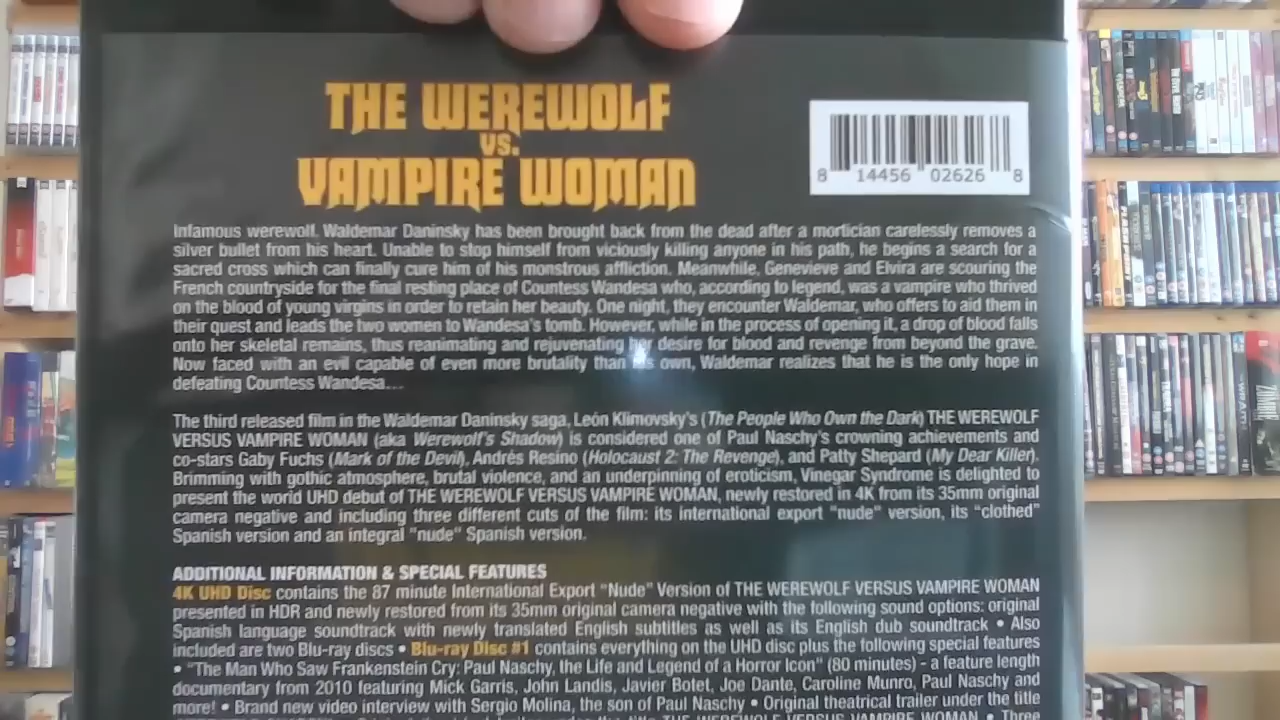 THE WEREWOLF
VS.
VAMPIRE WOMAN
8 14456 02626 8
Infamous werewolf, Waldemar Daninsky has been brought back from the dead after a mortician carelessly removes a
silver bullet from his heart. Unable to stop himself from viciously killing anyone in his path, he begins a search for a
sacred cross which can finally cure him of his monstrous affliction. Meanwhile, Genevieve and Elvira are scouring the
French countryside for the final resting place of Countess Wandesa who, according to legend, was a vampire who thrived
on the blood of young virgins in order to retain her beauty. One night, they encounter Waldemar, who offers to aid them in
their quest and leads the two women to Wandesa's tomb. However, while in the process of opening it, a drop of blood falls
onto her skeletal remains, thus reanimating and rejuvenating her desire for blood and revenge from beyond the grave.
Now faced with an evil capable of even more brutality than his own, Waldemar realizes that he is the only hope in
defeating Countess Wandesa...
The third released film in the Waldemar Daninsky saga, León Klimovsky's (The People Who Own the Dark) THE WEREWOLF
VERSUS VAMPIRE WOMAN (aka Werewolf's Shadow) is considered one of Paul Naschy's crowning achievements and
co-stars Gaby Fuchs (Mark of the Devil), Andrés Resino (Holocaust 2: The Revenge), and Patty Shepard (My Dear Killer).
Brimming with gothic atmosphere, brutal violence, and an underpinning of eroticism, Vinegar Syndrome is delighted to
present the world UHD debut of THE WEREWOLF VERSUS VAMPIRE WOMAN, newly restored in 4K from its 35mm original
camera negative and including three different cuts of the film: its international export "nude" version, its "clothed"
Spanish version and an integral "nude" Spanish version.
ADDITIONAL INFORMATION & SPECIAL FEATURES
4K UHD Disc contains the 87 minute International Export "Nude" Version of THE WEREWOLF VERSUS VAMPIRE WOMAN
presented in HDR and newly restored from its 35mm original camera negative with the following sound options: original
Spanish language soundtrack with newly translated English subtitles as well as its English dub soundtrack • Also
included are two Blu-ray discs • Blu-ray Disc #1 contains everything on the UHD disc plus the following special features
• "The Man Who Saw Frankenstein Cry: Paul Naschy, the Life and Legend of a Horror Icon" (80 minutes) - a feature length
documentary from 2010 featuring Mick Garris, John Landis, Javier Botet, Joe Dante, Caroline Munro, Paul Naschy and
more! • Brand new video interview with Sergio Molina, the son of Paul Naschy • Original theatrical trailer under the title
THE WEREWOLF VERSUS VAMPIRE WOMAN • Three